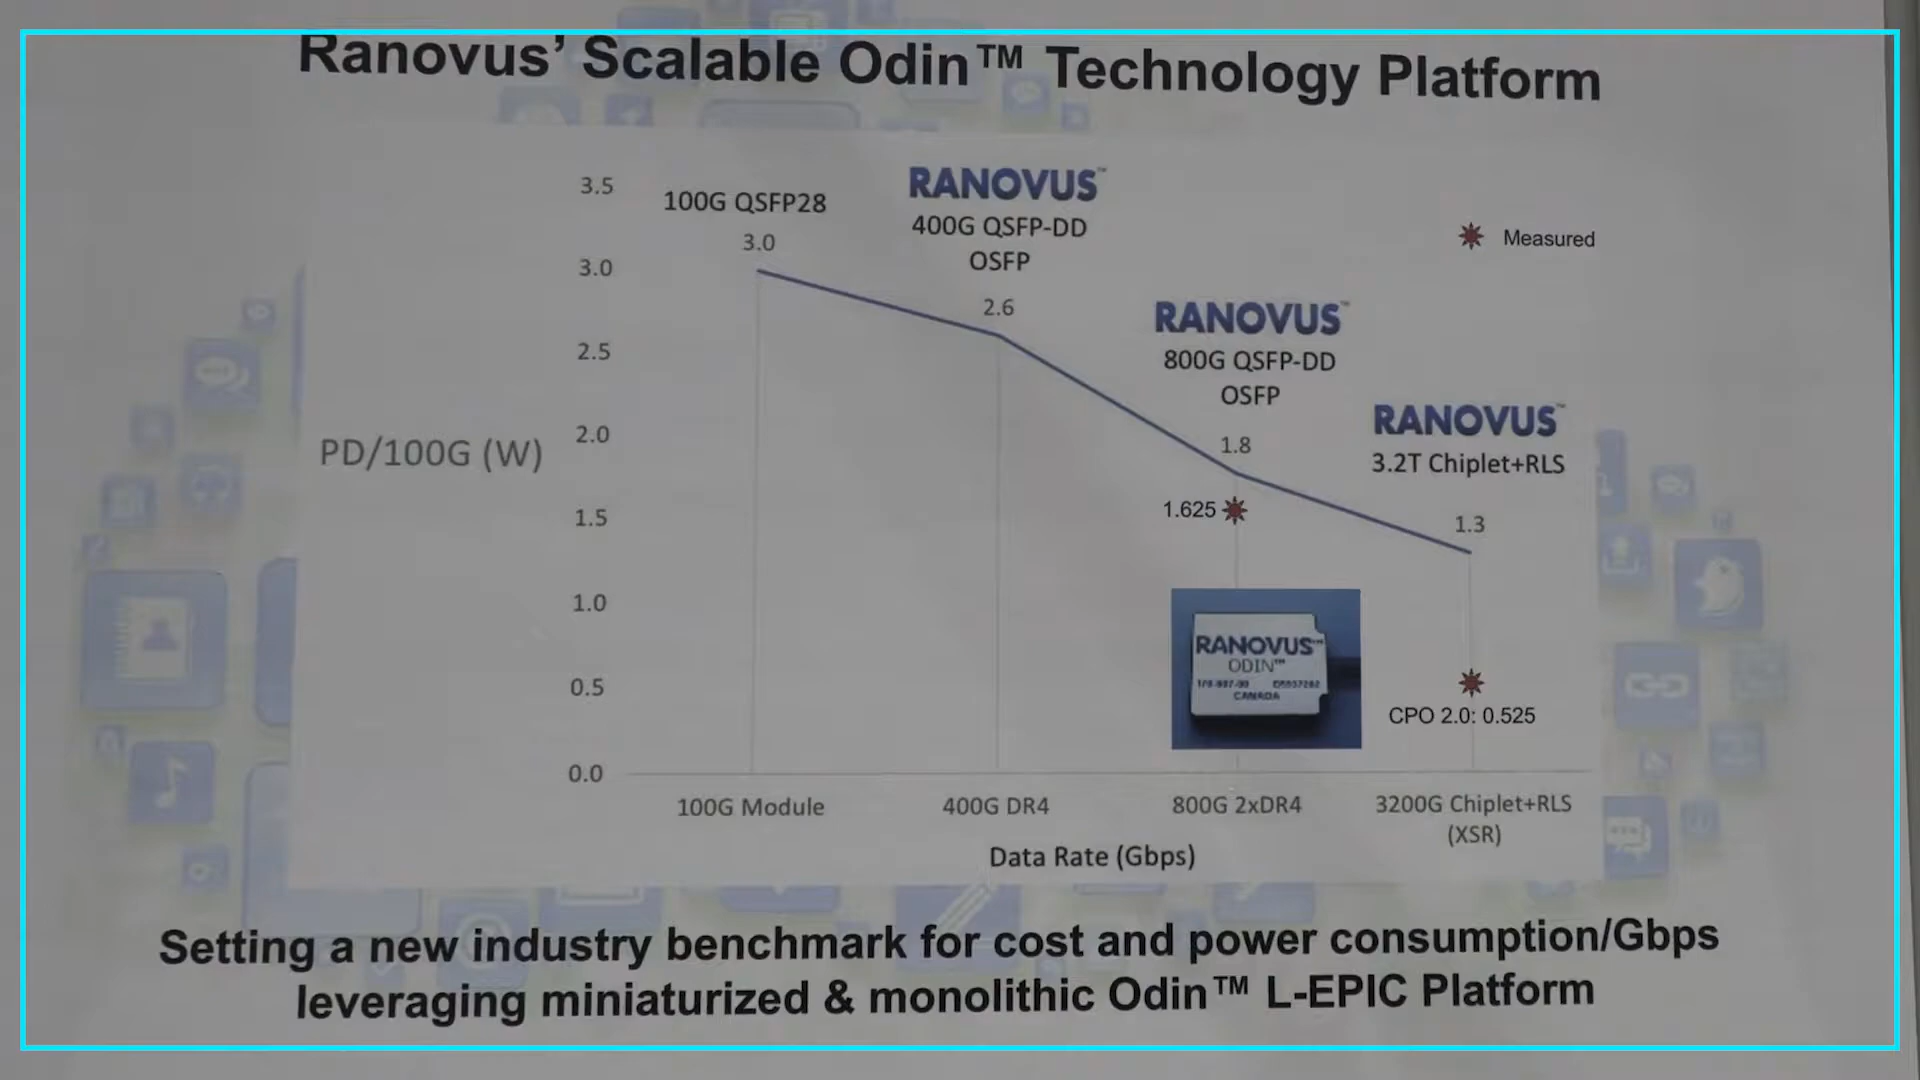 Ranovus' Scalable Odin™ Technology Platform
3.5
3.0
2.5
2.0
1.5
1.0
0.5
0.0
PD/100G (W)
100G QSFP28
3.0
RANOVUS™
400G QSFP-DD
OSFP
2.6
RANOVUS™
800G QSFP-DD
OSFP
1.8
1.625
RANOVUS™
3.2T Chiplet+RLS
1.3
Measured
RANOVUS™
ODIN™
CANADA
CPO 2.0: 0.525
100G Module
400G DR4
800G 2xDR4
3200G Chiplet+RLS
(XSR)
Data Rate (Gbps)
Setting a new industry benchmark for cost and power consumption/Gbps
leveraging miniaturized & monolithic Odin™ L-EPIC Platform